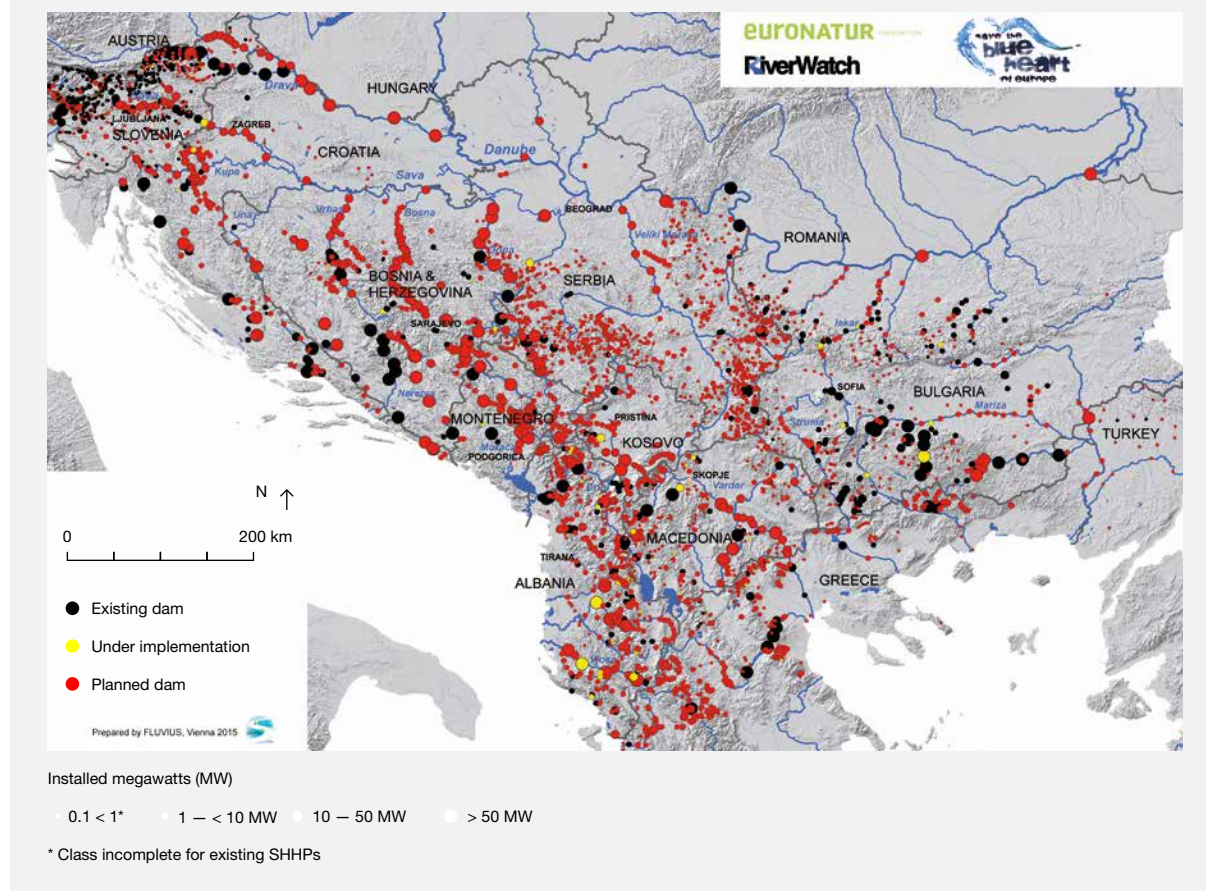 euronatur
RiverWatch
save the
blue
heart
of europe
AUSTRIA
HUNGARY
Drava
LJUBLJANA
SLOVENIA
ZAGREB
CROATIA
Danube
Kupa
Sava
Una
Vrbas
Bosna
BEOGRAD
Veliki Morava
ROMANIA
BOSNIA &
HERZEGOVINA
SERBIA
SARAJEVO
Iskar
SOFIA
BULGARIA
Mariza
Neretva
MONTENEGRO
PRISTINA
Struma
TURKEY
KOSOVO
PODGORICA
SKOPJE
Vardar
MACEDONIA
TIRANA
ALBANIA
GREECE
N
0 200 km
Existing dam
Under implementation
Planned dam
Prepared by FLUVIUS, Vienna 2015
Installed megawatts (MW)
0.1 < 1* 1 — < 10 MW 10 — 50 MW > 50 MW
* Class incomplete for existing SHHPs